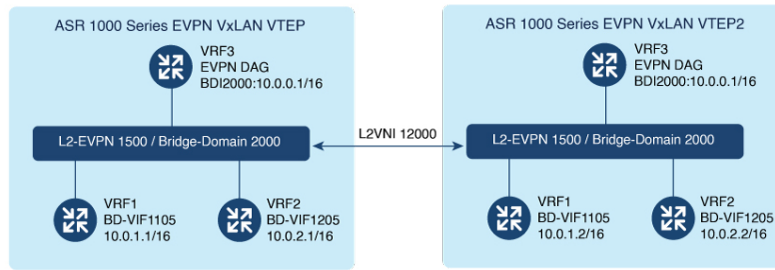 ASR 1000 Series EVPN VxLAN VTEP
VRF3
EVPN DAG
BDI2000:10.0.0.1/16
L2-EVPN 1500 / Bridge-Domain 2000
VRF1
BD-VIF1105
10.0.1.1/16
VRF2
BD-VIF1205
10.0.2.1/16
L2VNI 12000
ASR 1000 Series EVPN VxLAN VTEP2
VRF3
EVPN DAG
BDI2000:10.0.0.1/16
L2-EVPN 1500 / Bridge-Domain 2000
VRF1
BD-VIF1105
10.0.1.2/16
VRF2
BD-VIF1205
10.0.2.2/16